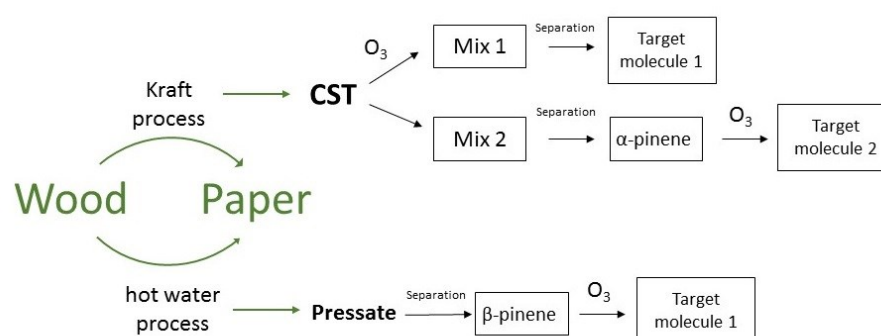 Separation
O3
Mix 1
Target
molecule 1
Kraft
process
CST
Separation
O3
Mix 2
α-pinene
Target
molecule 2
Wood
Paper
hot water
process
Pressate
Separation
β-pinene
O3
Target
molecule 1